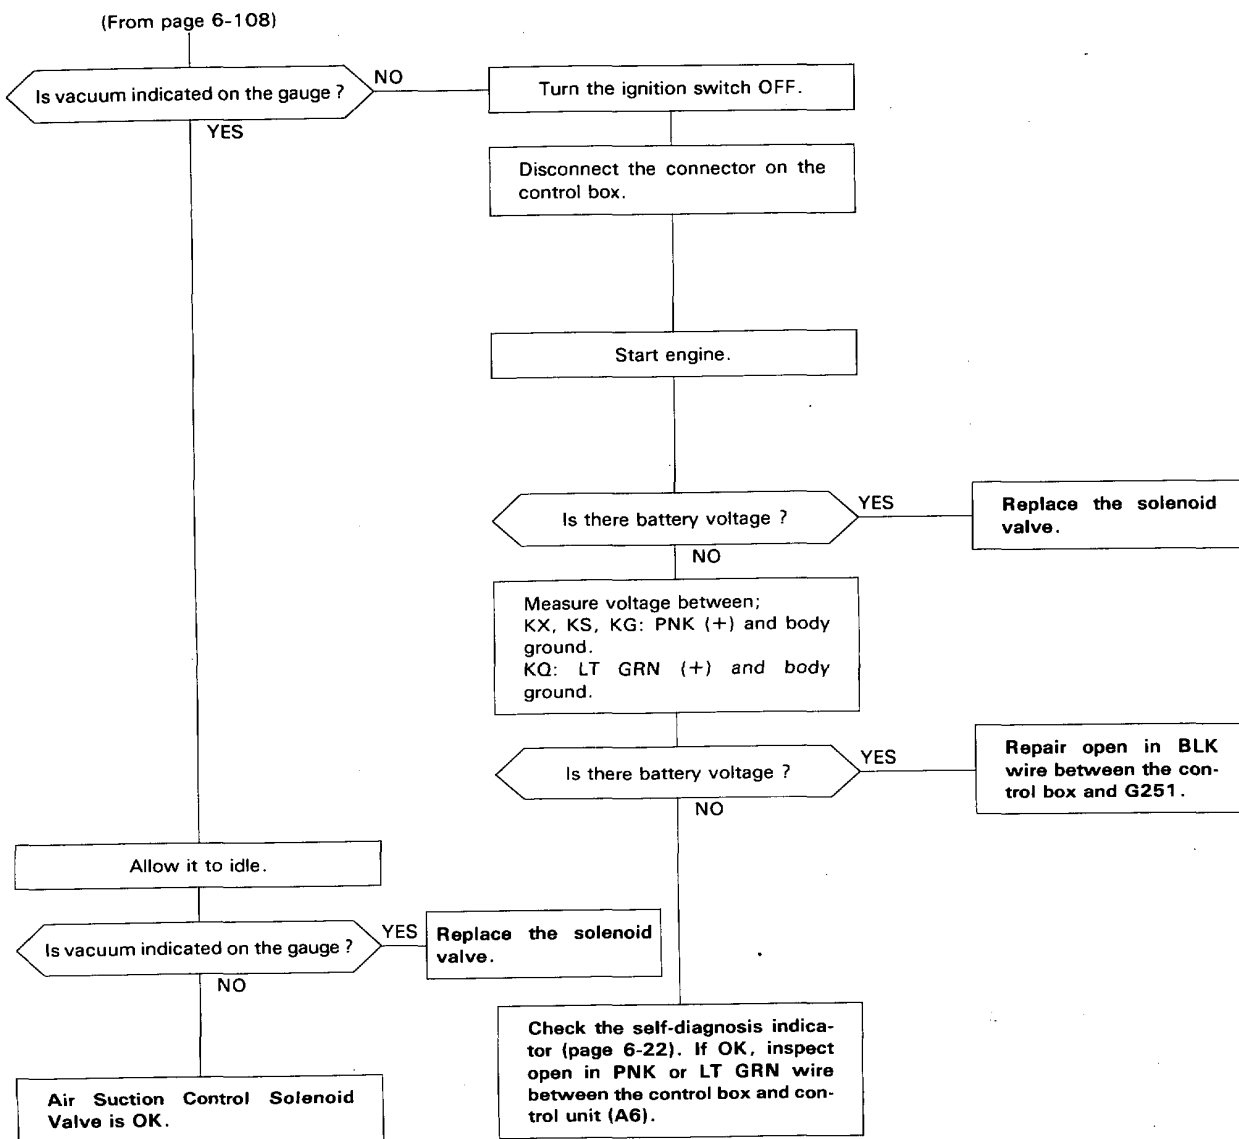 (From page 6-108)
Is vacuum indicated on the gauge ?
NO
YES
Turn the ignition switch OFF.
Disconnect the connector on the
control box.
Start engine.
Is there battery voltage ?
YES
NO
Replace the solenoid
valve.
Measure voltage between;
KX, KS, KG: PNK (+) and body
ground.
KQ: LT GRN (+) and body
ground.
Is there battery voltage ?
YES
NO
Repair open in BLK
wire between the con-
trol box and G251.
Allow it to idle.
Is vacuum indicated on the gauge ?
YES
NO
Replace the solenoid
valve.
Check the self-diagnosis indica-
tor (page 6-22). If OK, inspect
open in PNK or LT GRN wire
between the control box and con-
trol unit (A6).
Air Suction Control Solenoid
Valve is OK.